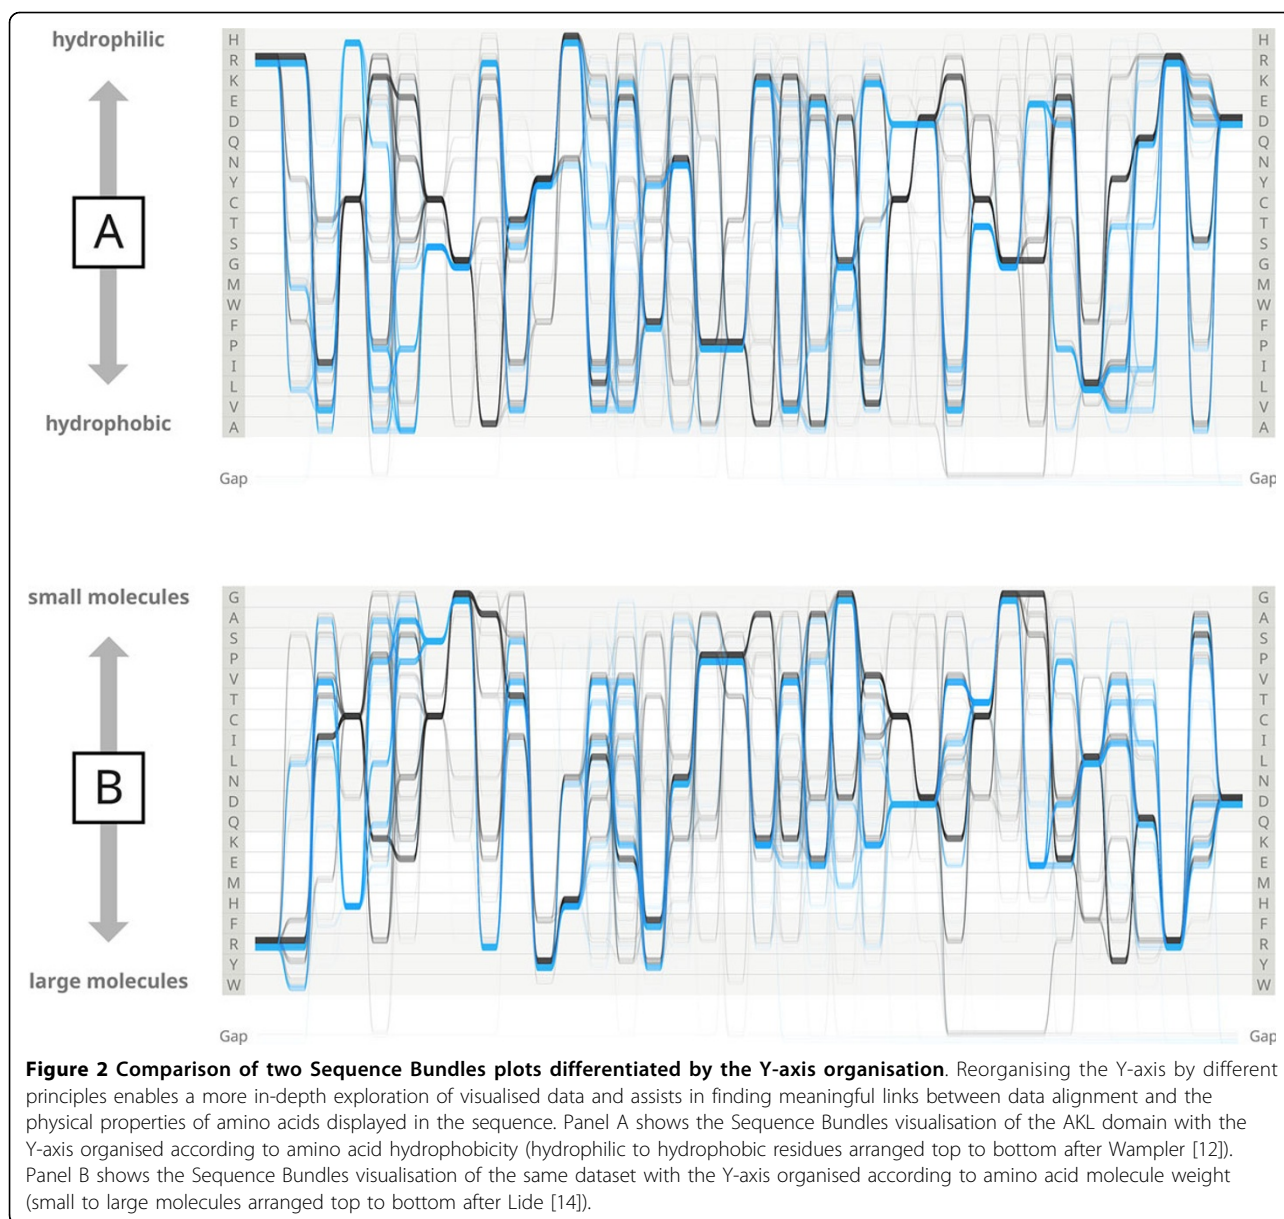 hydrophilic
A
hydrophobic
H
R
K
E
D
Q
N
Y
C
T
S
G
M
W
F
P
I
L
V
A
Gap
H
R
K
E
D
Q
N
Y
C
T
S
G
M
W
F
P
I
L
V
A
Gap
small molecules
B
large molecules
G
A
S
P
V
T
C
I
L
N
D
Q
K
E
M
H
F
R
Y
W
Gap
G
A
S
P
V
T
C
I
L
N
D
Q
K
E
M
H
F
R
Y
W
Gap
Figure 2 Comparison of two Sequence Bundles plots differentiated by the Y-axis organisation. Reorganising the Y-axis by different
principles enables a more in-depth exploration of visualised data and assists in finding meaningful links between data alignment and the
physical properties of amino acids displayed in the sequence. Panel A shows the Sequence Bundles visualisation of the AKL domain with the
Y-axis organised according to amino acid hydrophobicity (hydrophilic to hydrophobic residues arranged top to bottom after Wampler [12]).
Panel B shows the Sequence Bundles visualisation of the same dataset with the Y-axis organised according to amino acid molecule weight
(small to large molecules arranged top to bottom after Lide [14]).